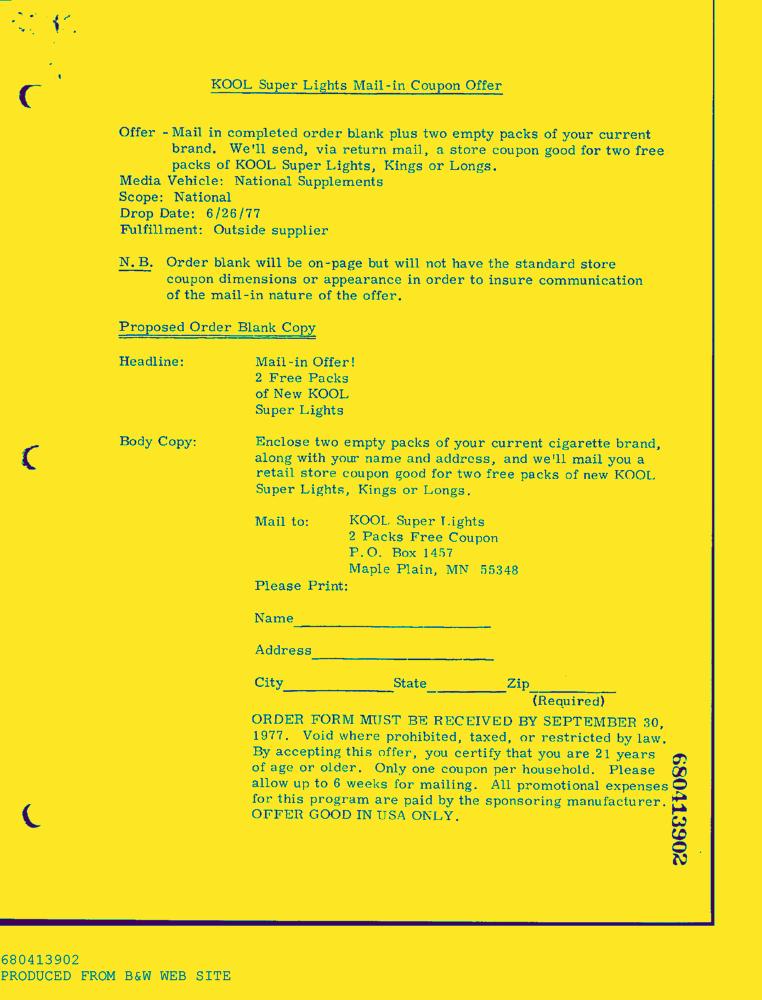 KOOL Super Lights Mail-in Coupon Offer
Offer - Mail in completed order blank plus two empty packs of your current
brand. We'll send, via return mail, a store coupon good for two free
packs of KOOL Super Lights, Kings or Longs.
Media Vehicle: National Supplements
Scope: National
Drop Date: 6/26/77
Fulfillment: Outside supplier
N.B. Order blank will be on-page but will not have the standard store
coupon dimensions or appearance in order to insure communication
of the mail-in nature of the offer.
Proposed Order Blank Copy
Headline: Mail-in Offer!
2 Free Packs
of New KOOL
Super Lights
Body Copy: Enclose two empty packs of your current cigarette brand,
along with your name and address, and we'll mail you a
retail store coupon good for two free packs of new KOOL
Super Lights, Kings or Longs.
Mail to: KOOL Super Lights
2 Packs Free Coupon
P.O. Box 1457
Maple Plain, MN 55348
Please Print:
Name
Address
City State Zip
(Required)
ORDER FORM MUST BE RECEIVED BY SEPTEMBER 30,
1977. Void where prohibited, taxed, or restricted by law.
By accepting this offer, you certify that you are 21 years
of age or older. Only one coupon per household. Please
allow up to 6 weeks for mailing. All promotional expenses
for this program are paid by the sponsoring manufacturer.
OFFER GOOD IN USA ONLY.
680413902
680413902
PRODUCED FROM B&W WEB SITE